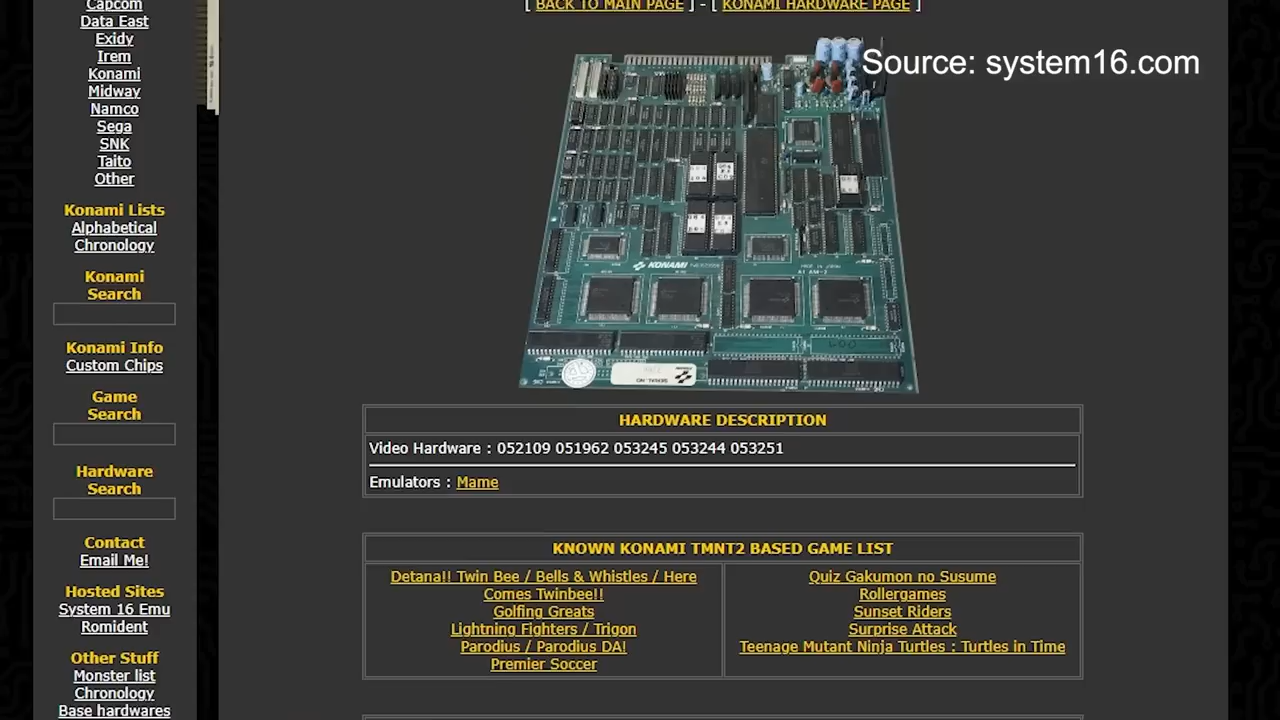 [ BACK TO MAIN PAGE ] - [ KONAMI HARDWARE PAGE ]
Source: system16.com
Capcom
Data East
Exidy
Irem
Konami
Midway
Namco
Sega
SNK
Taito
Other
Konami Lists
Alphabetical
Chronology
Konami
Search
Konami Info
Custom Chips
Game
Search
Hardware
Search
Contact
Email Me!
Hosted Sites
System 16 Emu
Romident
Other Stuff
Monster list
Chronology
Base hardwares
KONAMI
HARDWARE DESCRIPTION
Video Hardware : 052109 051962 053245 053244 053251
Emulators : Mame
KNOWN KONAMI TMNT2 BASED GAME LIST
Detana!! Twin Bee / Bells & Whistles / Here
Comes Twinbee!!
Golfing Greats
Lightning Fighters / Trigon
Parodius / Parodius DA!
Premier Soccer
Quiz Gakumon no Susume
Rollergames
Sunset Riders
Surprise Attack
Teenage Mutant Ninja Turtles : Turtles in Time